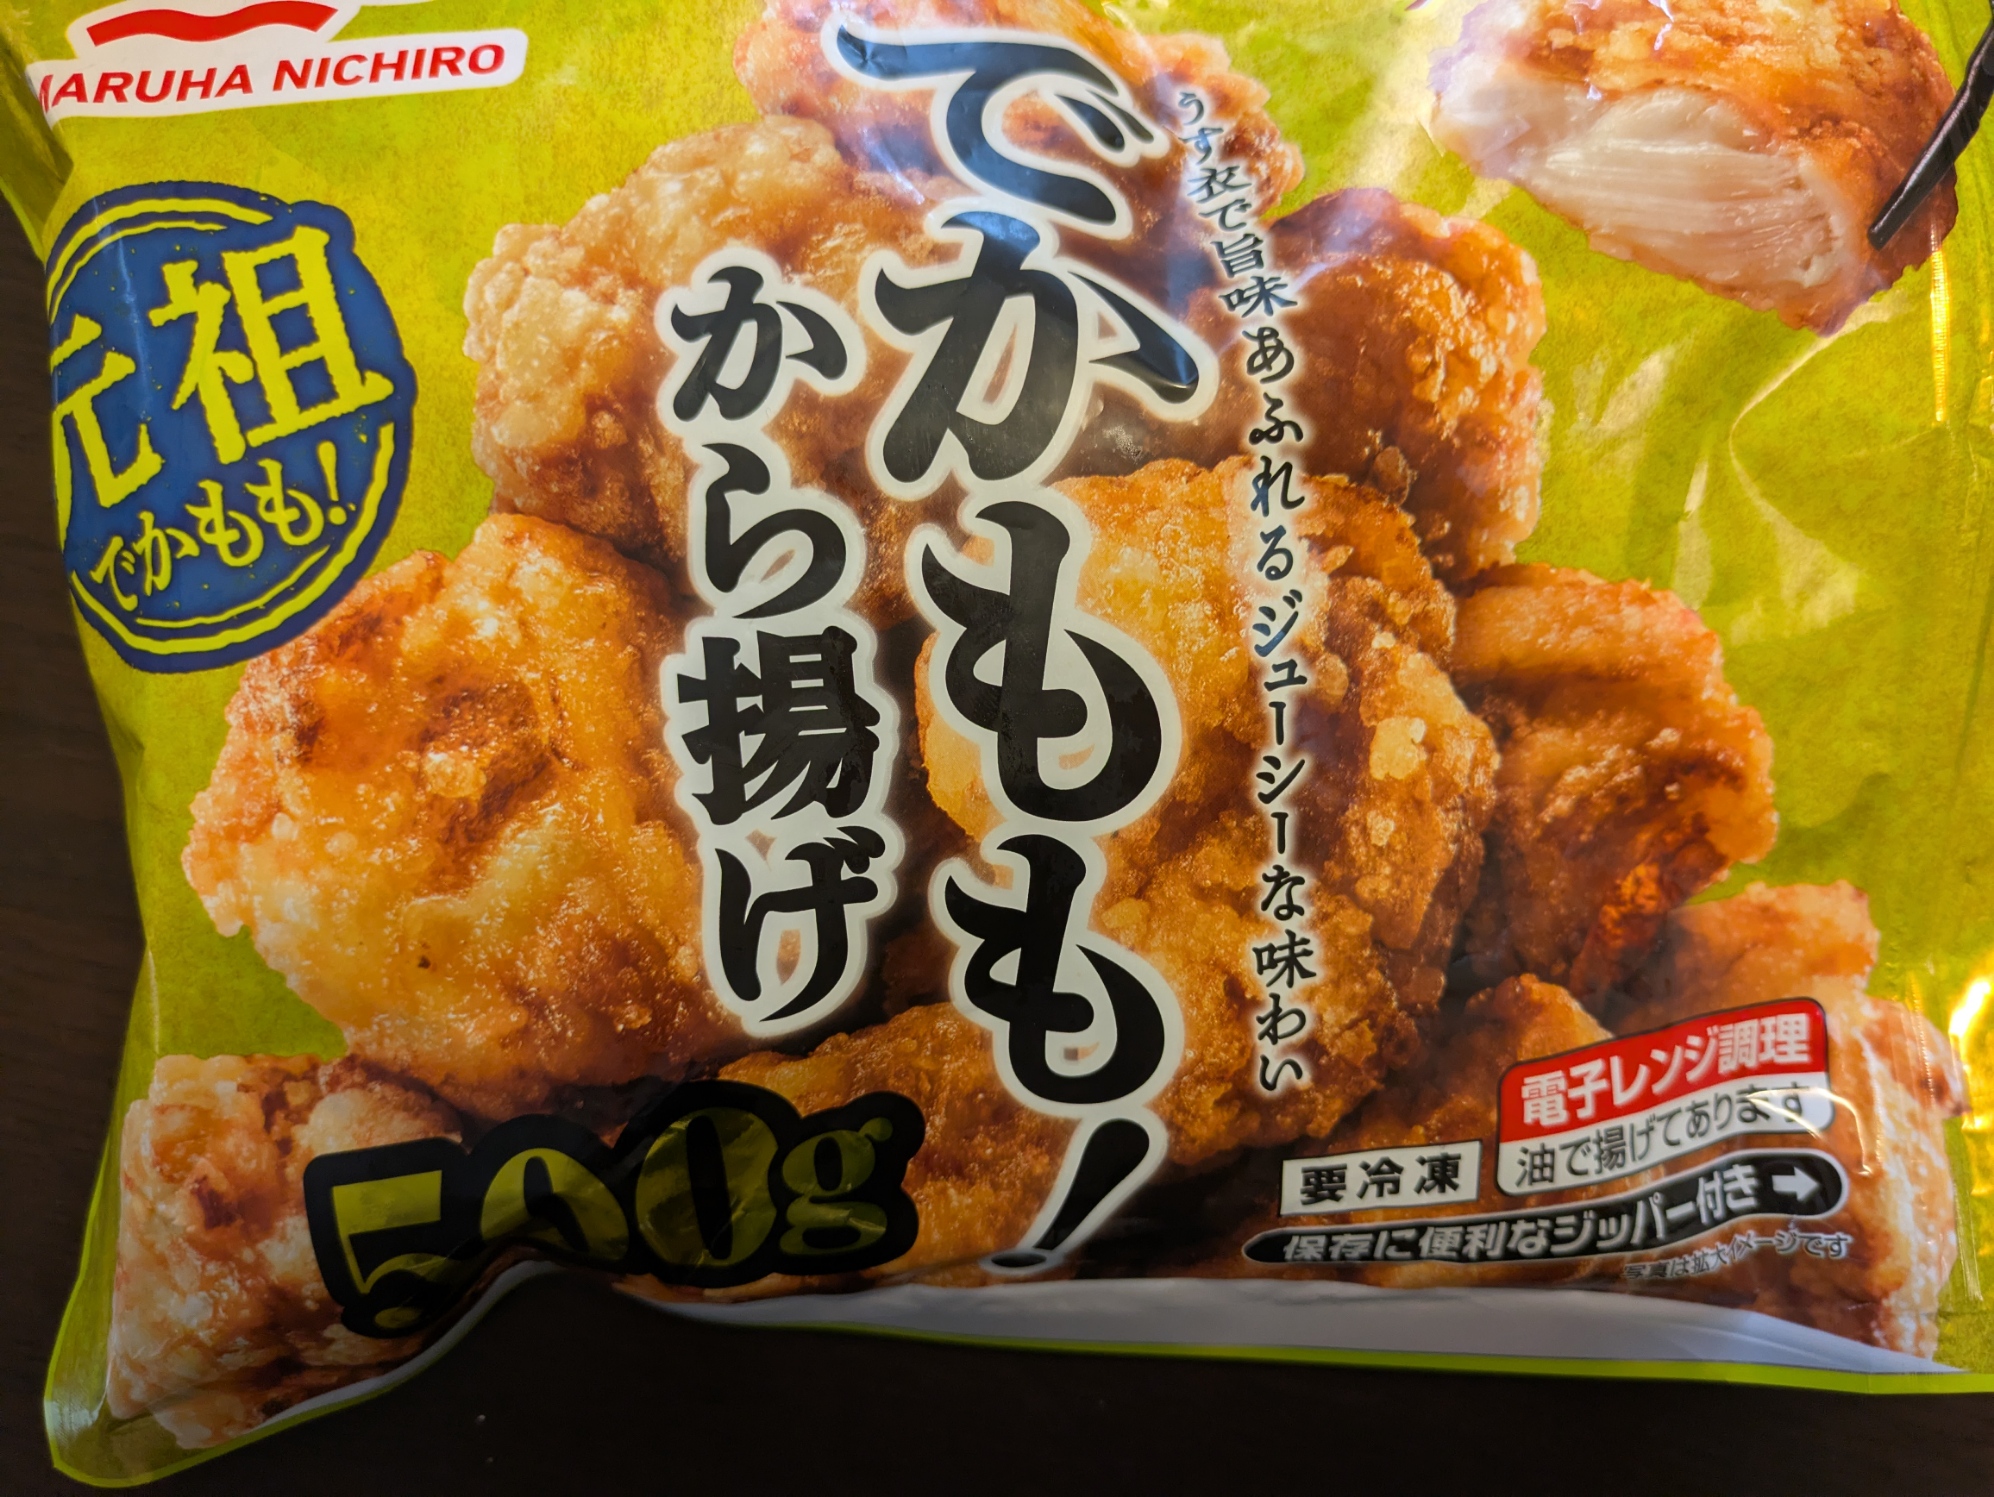 MARUHA NICHIRO
元祖
でかもも!
うす衣で旨味あふれるジューシーな味わい
でかもも!
から揚げ
500g
電子レンジ調理
油で揚げてあります
要冷凍
保存に便利なジッパー付き→
写真は拡大イメージです